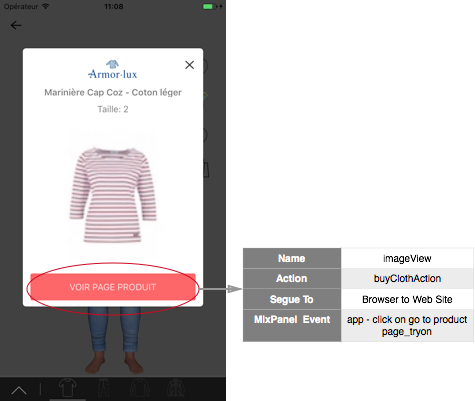 Opérateur 11:08
Armor·lux
Marinière Cap Coz - Coton léger
Taille: 2
VOIR PAGE PRODUIT
Name imageView
Action buyClothAction
Segue To Browser to Web Site
MixPanel Event app - click on go to product
page_tryon